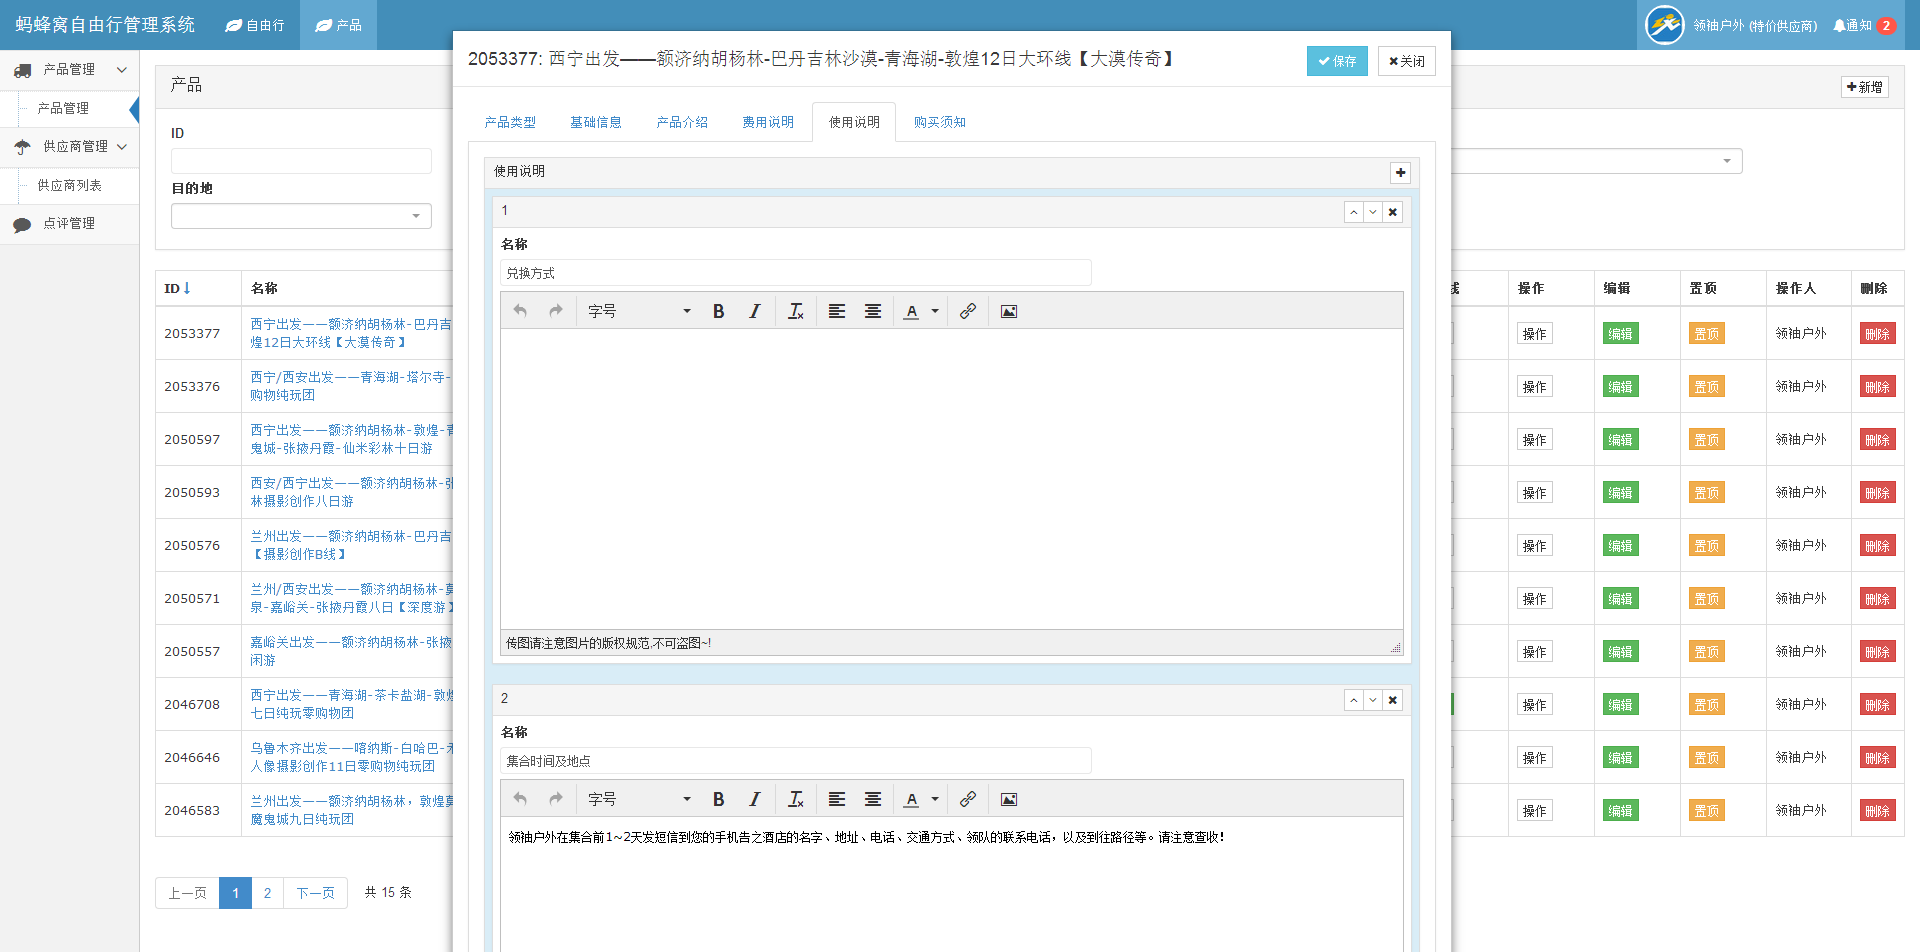 蚂蜂窝自由行管理系统
自由行
产品
领袖户外 (特价供应商)
通知 2
产品管理
产品管理
供应商管理
供应商列表
点评管理
产品
新增
ID
目的地
ID 名称
操作 编辑 置顶 操作人 删除
2053377 西宁出发——额济纳胡杨林-巴丹吉
煌12日大环线【大漠传奇】
操作 编辑 置顶 领袖户外 删除
2053376 西宁/西安出发——青海湖-塔尔寺-
购物纯玩团
操作 编辑 置顶 领袖户外 删除
2050597 西宁出发——额济纳胡杨林-敦煌-
鬼城-张掖丹霞-仙米彩林十日游
操作 编辑 置顶 领袖户外 删除
2050593 西安/西宁出发——额济纳胡杨林-
林摄影创作八日游
操作 编辑 置顶 领袖户外 删除
2050576 兰州出发——额济纳胡杨林-巴丹吉
【摄影创作B线】
操作 编辑 置顶 领袖户外 删除
2050571 兰州/西安出发——额济纳胡杨林-
泉-嘉峪关-张掖丹霞八日【深度游】
操作 编辑 置顶 领袖户外 删除
2050557 嘉峪关出发——额济纳胡杨林-张掖
闲游
操作 编辑 置顶 领袖户外 删除
2046708 西宁出发——青海湖-茶卡盐湖-敦煌
七日纯玩零购物团
操作 编辑 置顶 领袖户外 删除
2046646 乌鲁木齐出发——喀纳斯-白哈巴-
人像摄影创作11日零购物纯玩团
操作 编辑 置顶 领袖户外 删除
2046583 兰州出发——额济纳胡杨林，敦煌
魔鬼城九日纯玩团
操作 编辑 置顶 领袖户外 删除
上一页 1 2 下一页 共 15 条
2053377: 西宁出发——额济纳胡杨林-巴丹吉林沙漠-青海湖-敦煌12日大环线【大漠传奇】
保存 关闭
产品类型 基础信息 产品介绍 费用说明 使用说明 购买须知
使用说明
1
名称
兑换方式
字号 B I Tx A
传图请注意图片的版权规范,不可盗图~!
2
名称
集合时间及地点
字号 B I Tx A
领袖户外在集合前1~2天发短信到您的手机告之酒店的名字、地址、电话、交通方式、领队的联系电话，以及到往路径等。请注意查收！